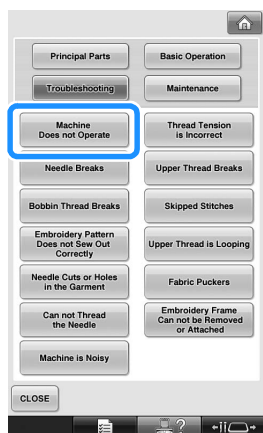 Principal Parts
Basic Operation
Troubleshooting
Maintenance
Machine
Does not Operate
Thread Tension
is Incorrect
Needle Breaks
Upper Thread Breaks
Bobbin Thread Breaks
Skipped Stitches
Embroidery Pattern
Does not Sew Out
Correctly
Upper Thread is Looping
Needle Cuts or Holes
in the Garment
Fabric Puckers
Can not Thread
the Needle
Embroidery Frame
Can not be Removed
or Attached
Machine is Noisy
CLOSE
?